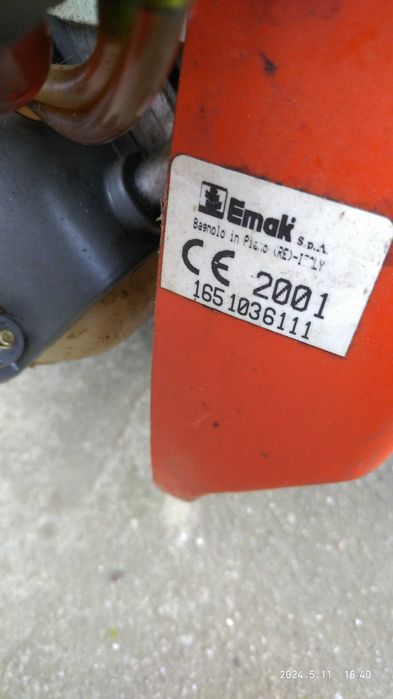 Emak S.p.A.
Bagnolo in Piano (RE)-ITALY
CE 2001
1651036111
2024.5.11 16:40